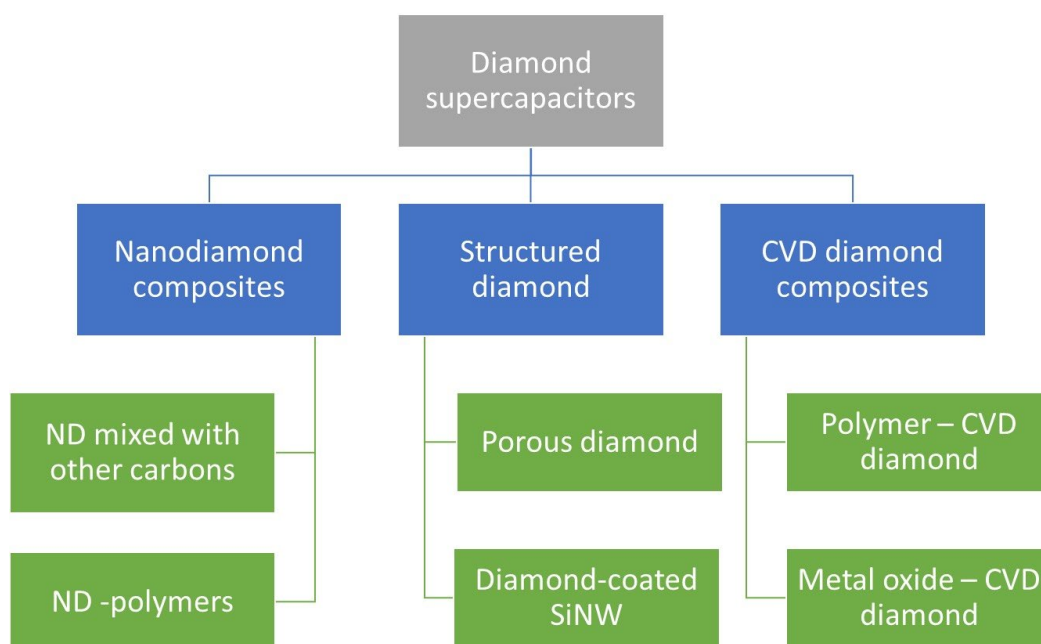 Diamond
supercapacitors
Nanodiamond
composites
Structured
diamond
CVD diamond
composites
ND mixed with
other carbons
Porous diamond
Polymer – CVD
diamond
ND -polymers
Diamond-coated
SiNW
Metal oxide – CVD
diamond